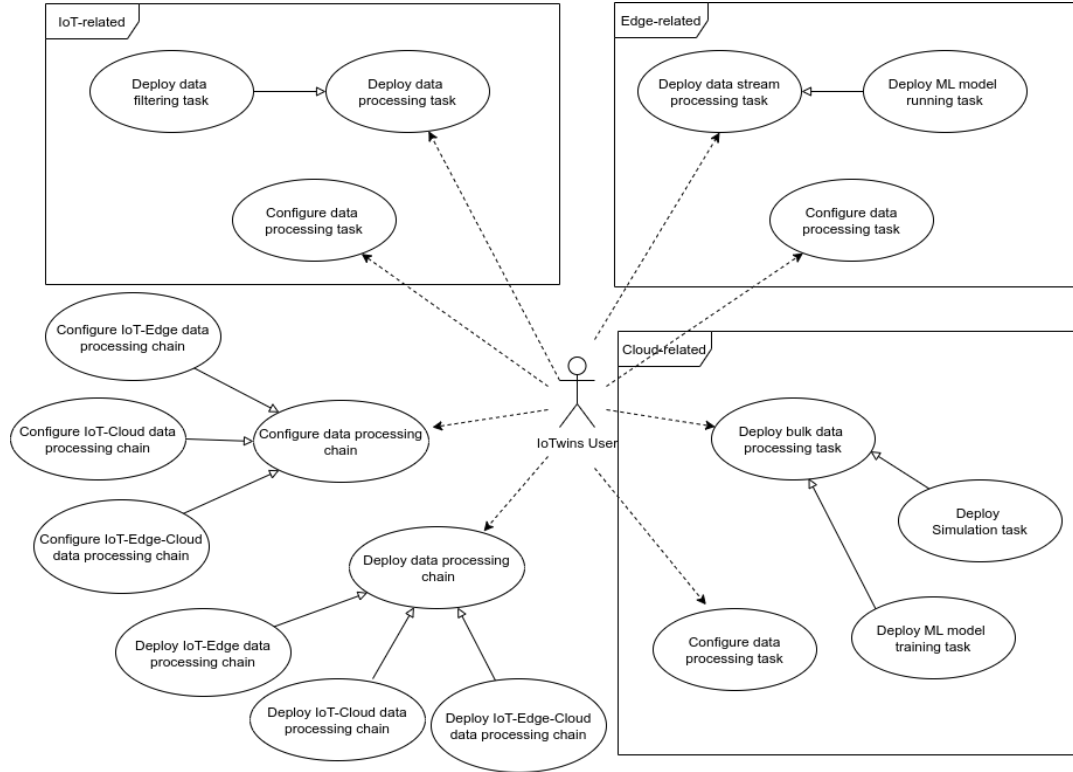 IoT-related
Deploy data
filtering task
Deploy data
processing task
Configure data
processing task
Edge-related
Deploy data stream
processing task
Deploy ML model
running task
Configure data
processing task
Configure IoT-Edge data
processing chain
Configure IoT-Cloud data
processing chain
Configure IoT-Edge-Cloud
data processing chain
Configure data processing
chain
IoTwins User
Deploy data processing
chain
Deploy IoT-Edge data
processing chain
Deploy IoT-Cloud data
processing chain
Deploy IoT-Edge-Cloud
data processing chain
Cloud-related
Deploy bulk data
processing task
Deploy
Simulation task
Deploy ML model
training task
Configure data
processing task